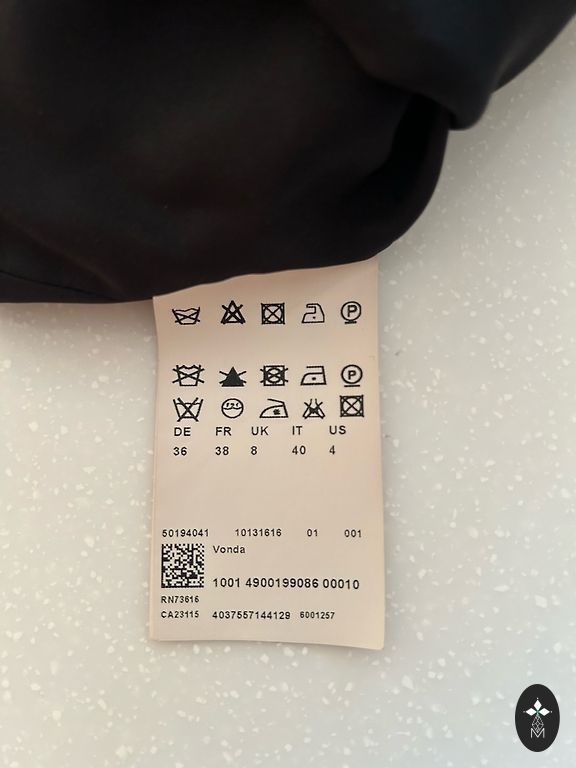 P
P
DE FR UK IT US
36 38 8 40 4
50194041 10131616 01 001
Vonda
1001 4900199086 00010
RN73616
CA23115 4037557144129 6001257
M